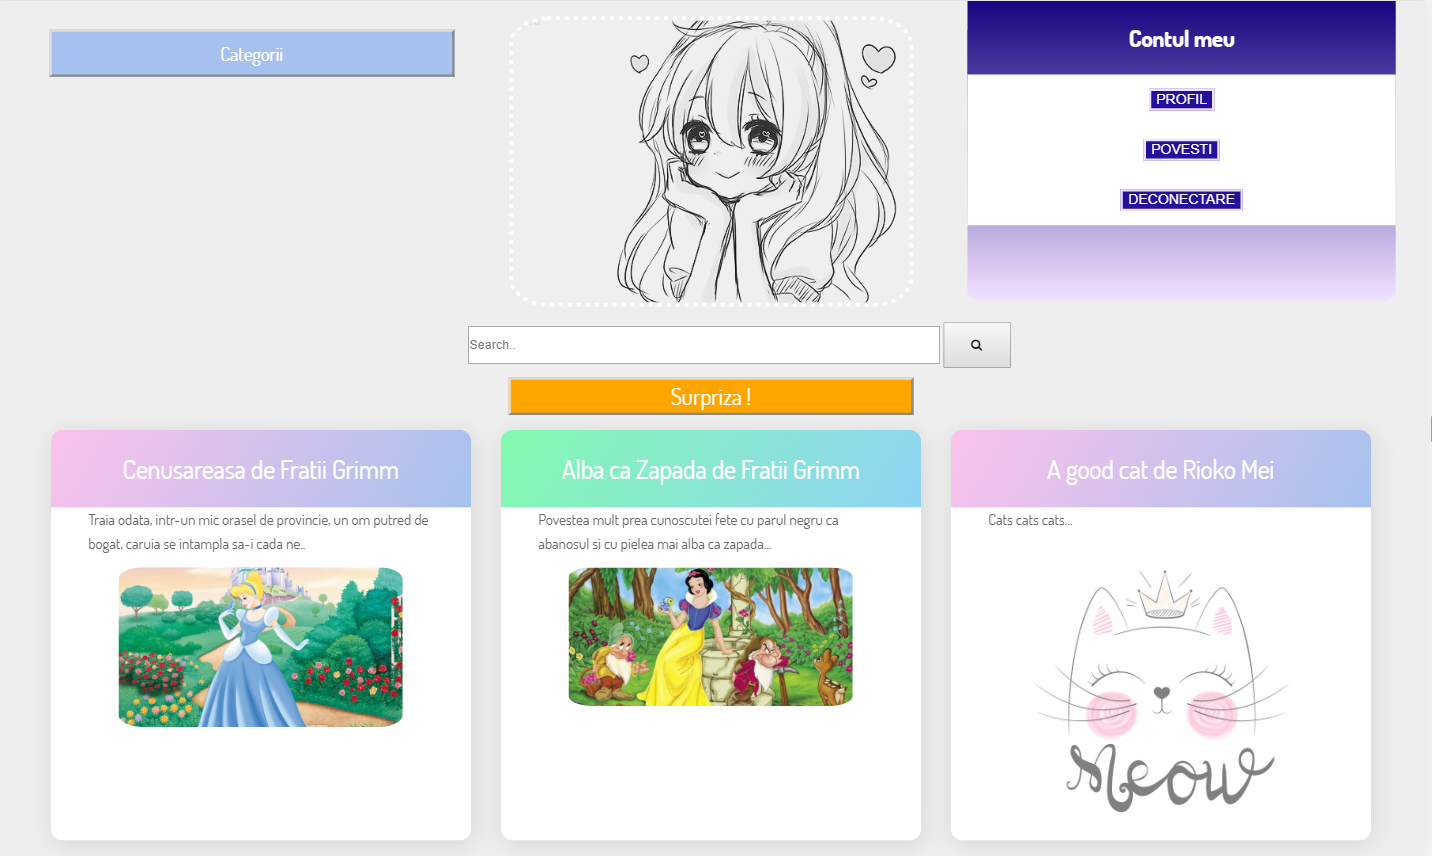 Categorii
Contul meu
PROFIL
POVESTI
DECONECTARE
Search..
Surpriza !
Cenusareasa de Fratii Grimm
Traia odata, intr-un mic orasel de provincie, un om putred de
bogat, caruia se intampla sa-i cada ne..
Alba ca Zapada de Fratii Grimm
Povestea mult prea cunoscutei fete cu parul negru ca
abanosul si cu pielea mai alba ca zapada...
A good cat de Rioko Mei
Cats cats cats...
Meow